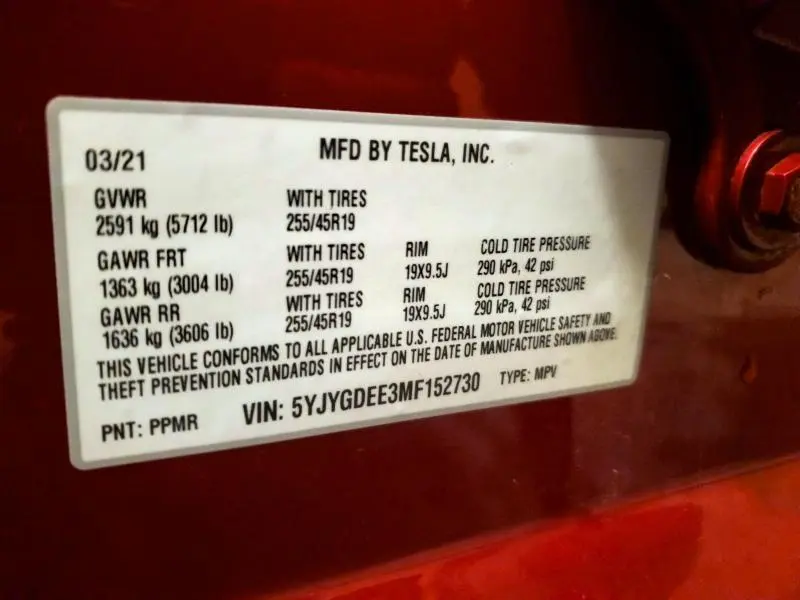 03/21 MFD BY TESLA, INC.
GVWR WITH TIRES
2591 kg (5712 lb) 255/45R19
GAWR FRT WITH TIRES RIM COLD TIRE PRESSURE
1363 kg (3004 lb) 255/45R19 19X9.5J 290 kPa, 42 psi
GAWR RR WITH TIRES RIM COLD TIRE PRESSURE
1636 kg (3606 lb) 255/45R19 19X9.5J 290 kPa, 42 psi
THIS VEHICLE CONFORMS TO ALL APPLICABLE U.S. FEDERAL MOTOR VEHICLE SAFETY AND
THEFT PREVENTION STANDARDS IN EFFECT ON THE DATE OF MANUFACTURE SHOWN ABOVE.
PNT: PPMR VIN: 5YJYGDEE3MF152730 TYPE: MPV